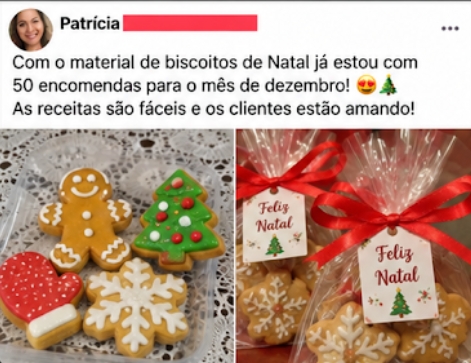 Patrícia
Com o material de biscoitos de Natal já estou com
50 encomendas para o mês de dezembro! 😍🎄
As receitas são fáceis e os clientes estão amando!
Feliz
Natal
Feliz
Natal